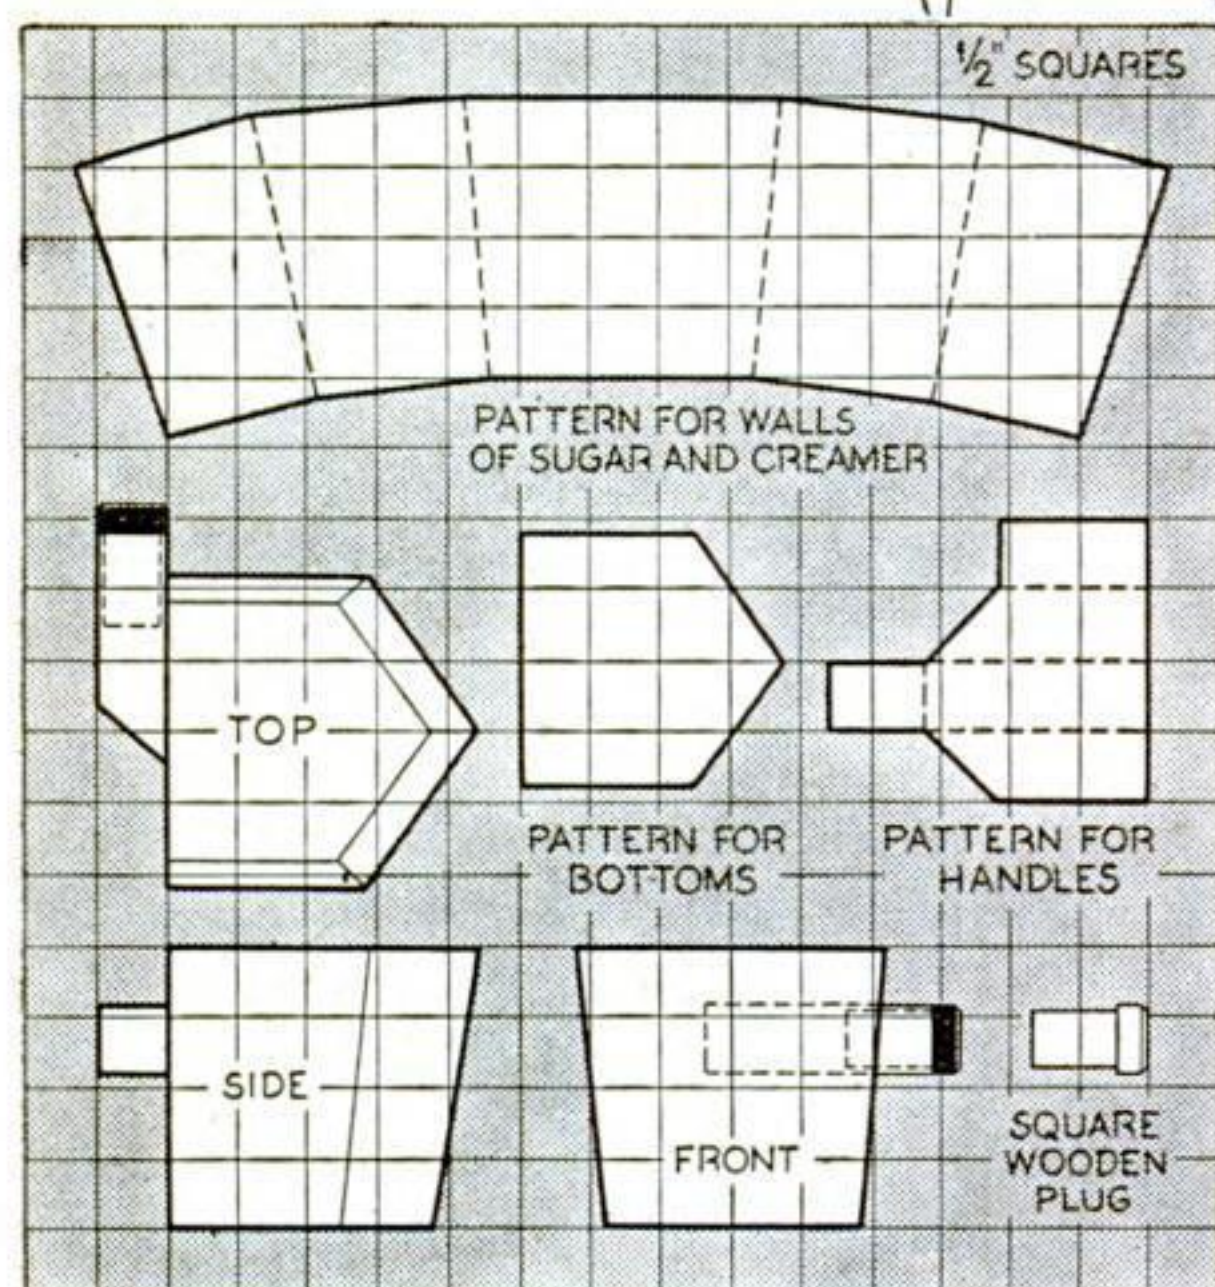 1/2" SQUARES
PATTERN FOR WALLS
OF SUGAR AND CREAMER
TOP
PATTERN FOR
BOTTOMS
PATTERN FOR
HANDLES
SIDE
FRONT
SQUARE
WOODEN
PLUG